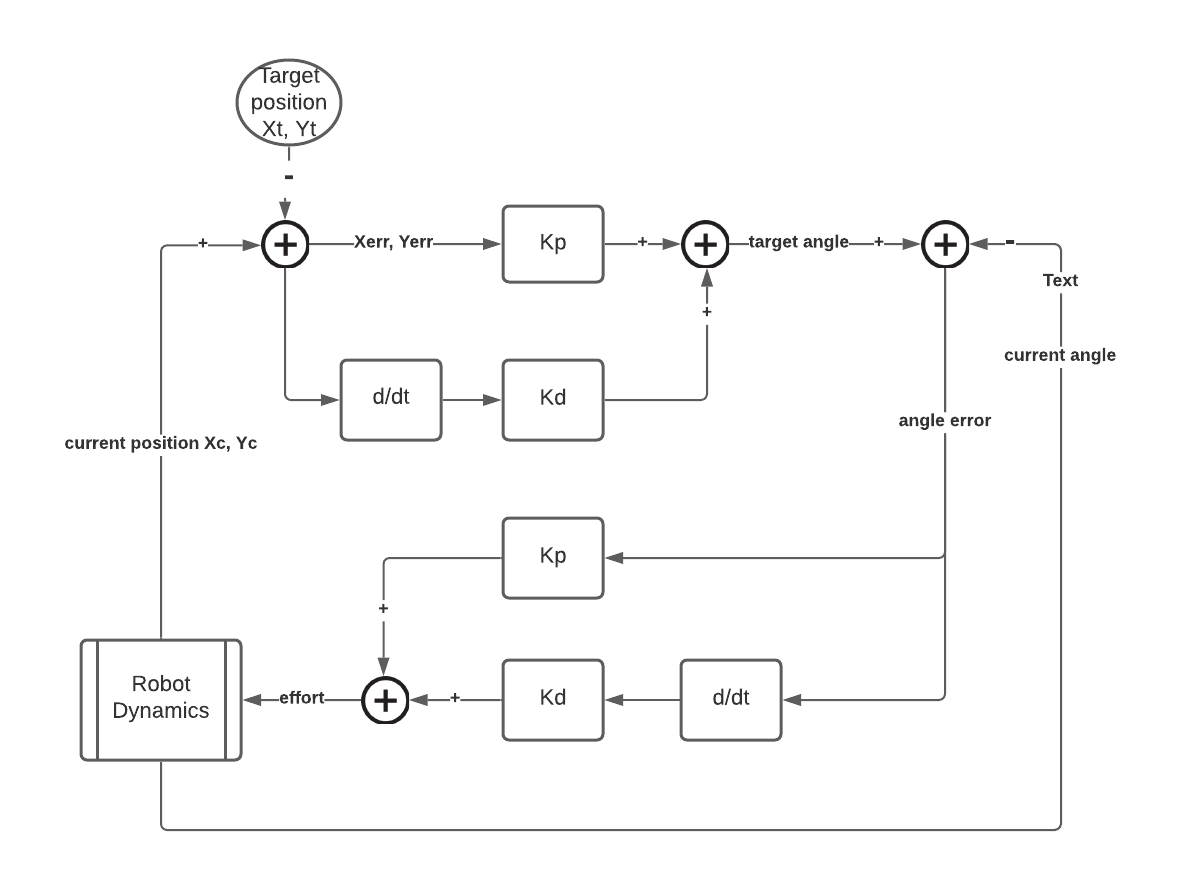 Target
position
Xt, Yt
-
+
Xerr, Yerr
Kp
+
target angle
+
-
Text
+
current angle
d/dt
Kd
angle error
current position Xc, Yc
Kp
+
Robot
Dynamics
effort
+
Kd
d/dt